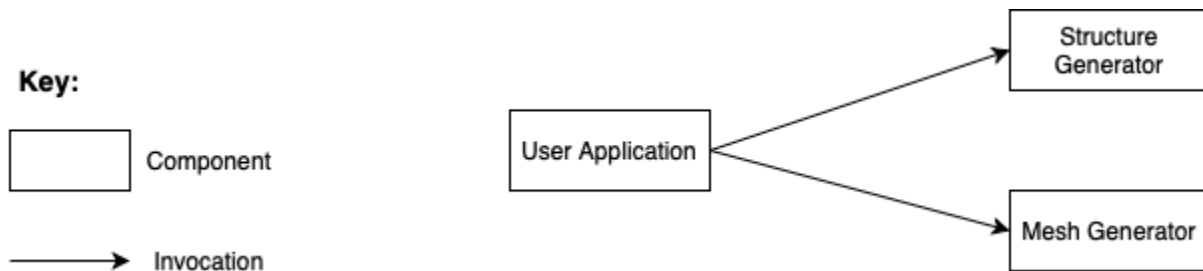 Key:
Component
Invocation
User Application
Structure
Generator
Mesh Generator